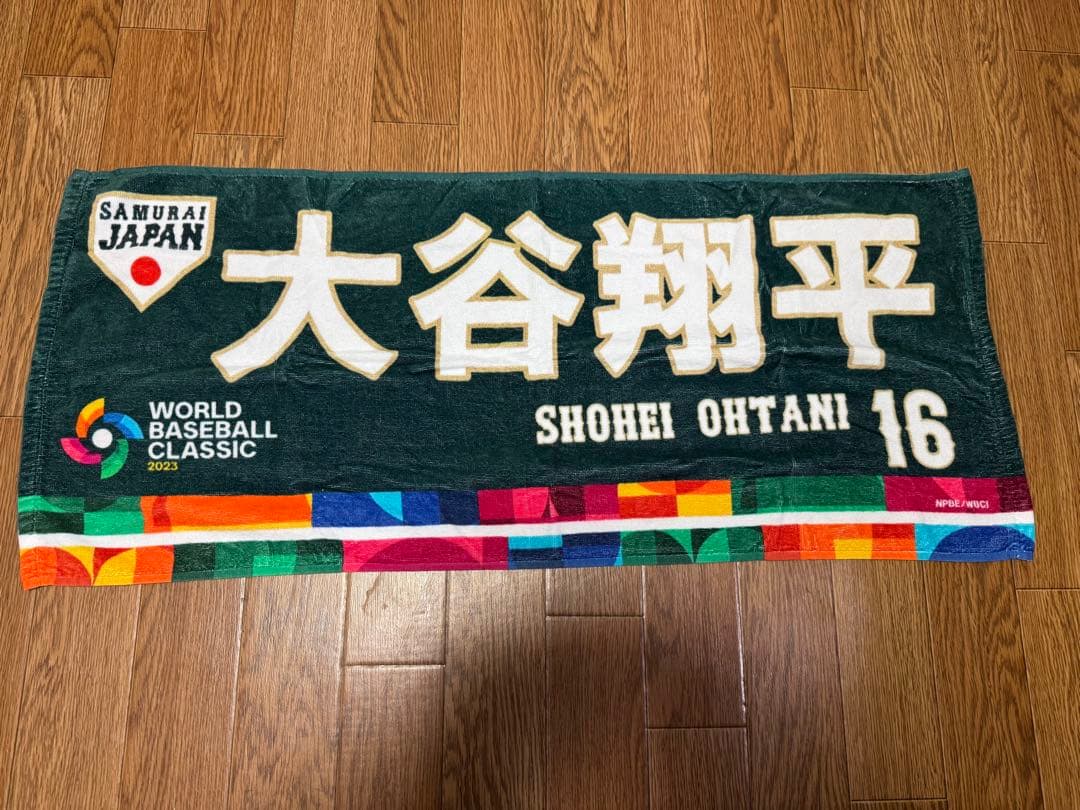 SAMURAI
JAPAN
大谷翔平
WORLD
BASEBALL
CLASSIC
2023
SHOHEI OHTANI 16
NPBE/WBCI